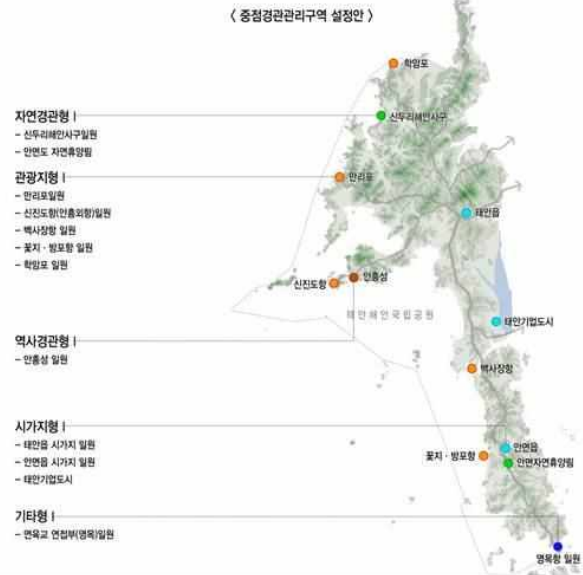 〈 중점경관관리구역 설정안 〉
자연경관형
- 신두리해안사구일원
- 안면도 자연휴양림
관광지형
- 만리포일원
- 신진도항(안흥외항)일원
- 백사장항 일원
- 꽃지 · 방포항 일원
- 학암포 일원
역사경관형
- 안흥성 일원
시가지형
- 태안읍 시가지 일원
- 안면읍 시가지 일원
- 태안기업도시
기타형
- 연육교 연접부(영목)일원
학암포
신두리해안사구
만리포
태안읍
안흥성
신진도항
태안해안국립공원
태안기업도시
백사장항
안면읍
꽃지 · 방포항
안면자연휴양림
영목항 일원